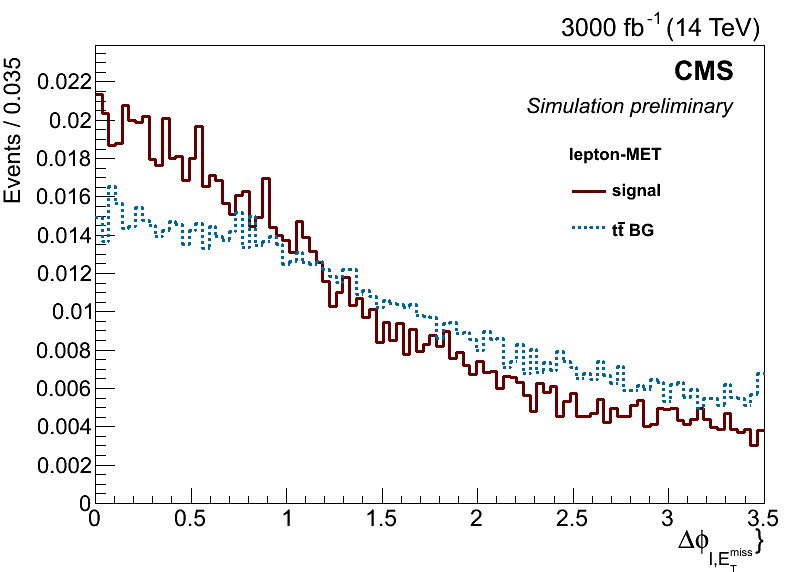 3000 fb⁻¹ (14 TeV)
Events / 0.035
CMS
Simulation preliminary
lepton-MET
signal
tt̄ BG
0.022
0.02
0.018
0.016
0.014
0.012
0.01
0.008
0.006
0.004
0.002
0
0 0.5 1 1.5 2 2.5 3 3.5
Δϕ_{l,E_T^{miss}}}